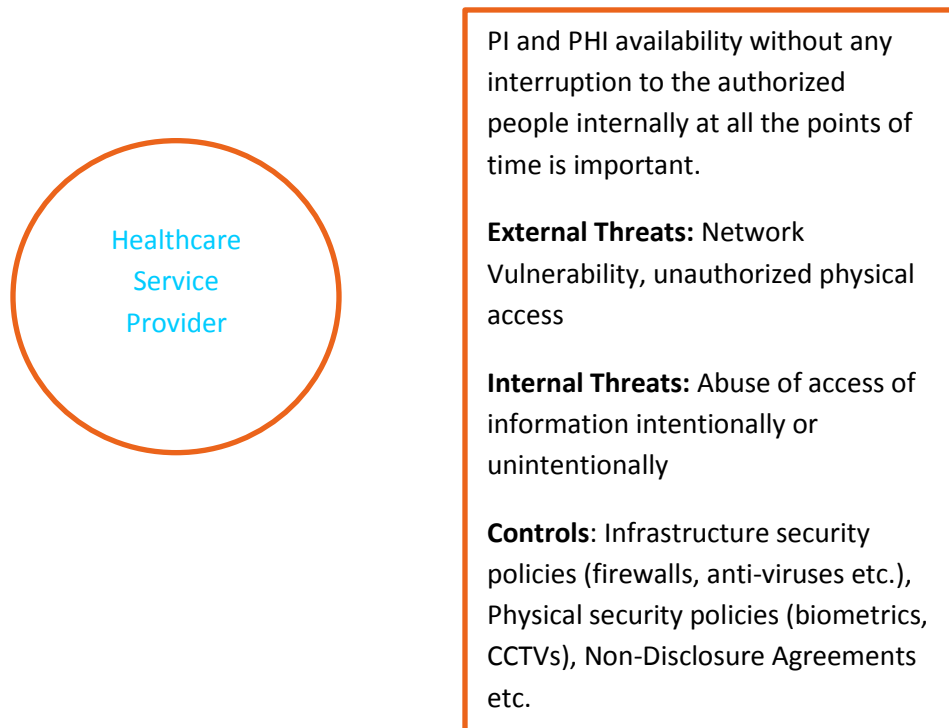 Healthcare
Service
Provider
PI and PHI availability without any
interruption to the authorized
people internally at all the points of
time is important.
External Threats: Network
Vulnerability, unauthorized physical
access
Internal Threats: Abuse of access of
information intentionally or
unintentionally
Controls: Infrastructure security
policies (firewalls, anti-viruses etc.),
Physical security policies (biometrics,
CCTVs), Non-Disclosure Agreements
etc.